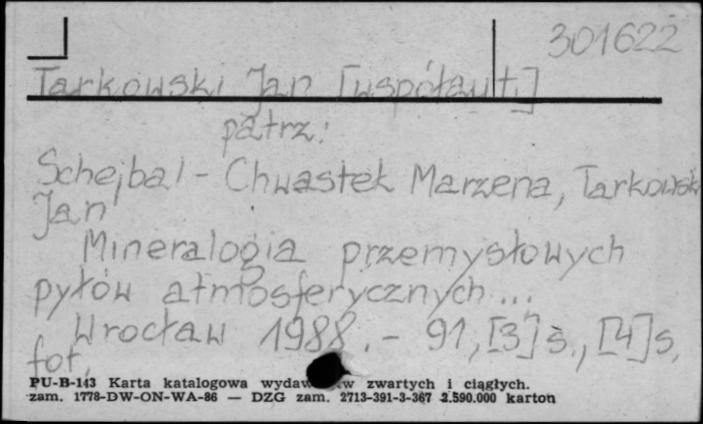 301622
Tarkowski Jan [współaut.]
patrz:
Schejbal - Chwastek Marzena, Tarkowski
Jan
Mineralogia przemysłowych
pyłów atmosferycznych...
Wrocław 1988. - 91, [3] s., [4] s.
fot.
PU-B-143 Karta katalogowa zwartych i ciągłych.
zam. 1778-DW-ON-WA-86 — DZG zam. 2713-391-3-367 2.590.000 karton